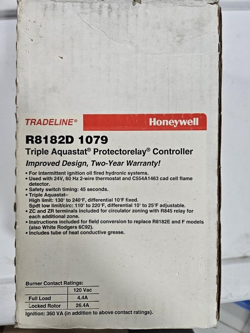 TRADELINE®
Honeywell
R8182D 1079
Triple Aquastat® Protectorelay® Controller
Improved Design, Two-Year Warranty!
• For intermittent ignition oil fired hydronic systems.
• Used with 24V, 60 Hz 2-wire thermostat and C554A1463 cad cell flame
detector.
• Safety switch timing: 45 seconds.
• Triple Aquastat–
High limit: 130° to 240°F, differential 10°F fixed.
Spdt low limit/circ: 110° to 220°F, differential 10° to 25°F adjustable.
• ZC and ZR terminals included for circulator zoning with R845 relay for
each additional zone.
• Instructions included for field conversion to replace R8182E and F models
(also White Rodgers 6C92).
• Includes tube of heat conductive grease.
Burner Contact Ratings:
120 Vac
Full Load 4.4A
Locked Rotor 26.4A
Ignition: 360 VA (in addition to above contact ratings).